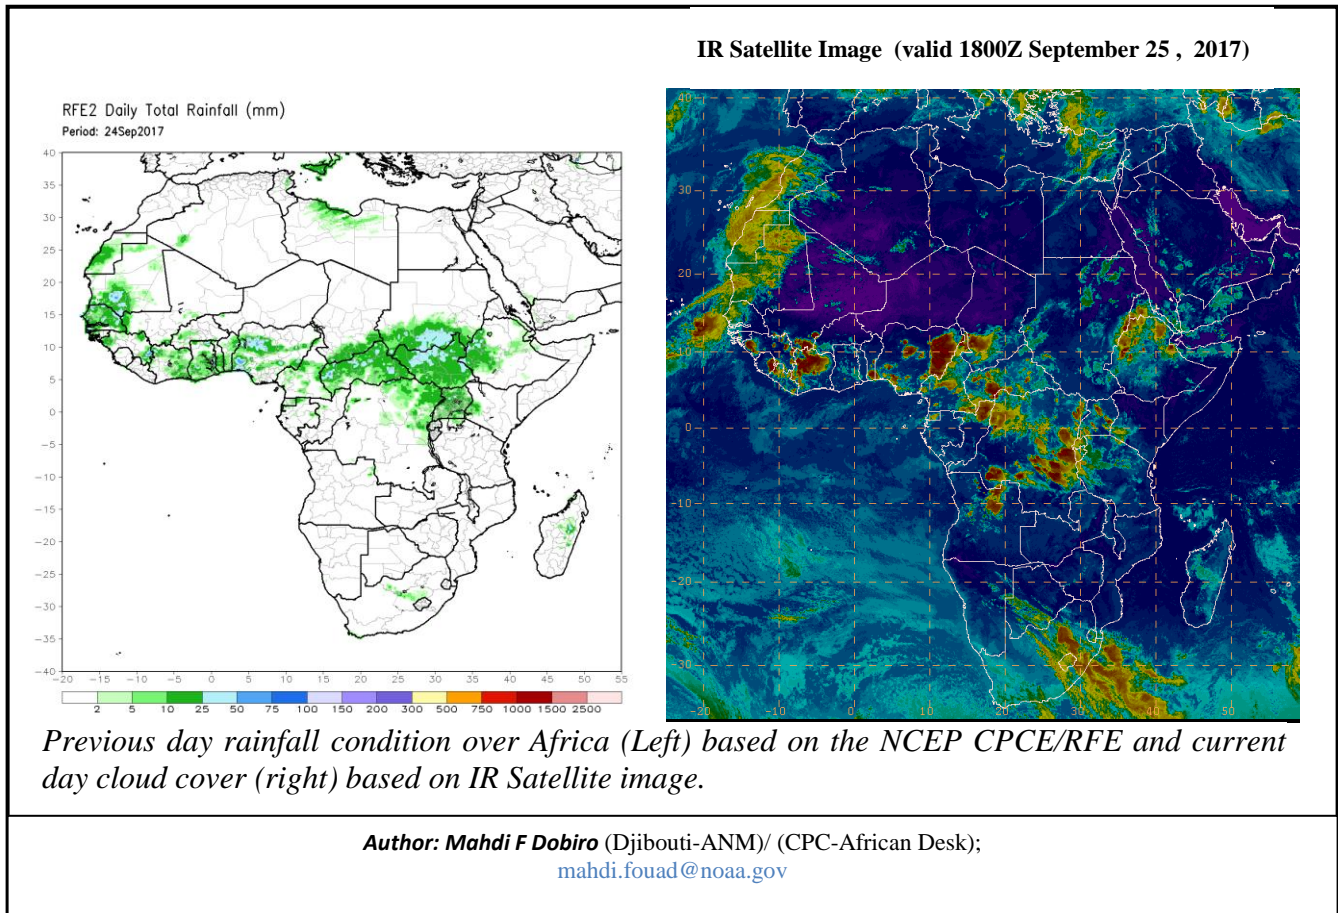 IR Satellite Image (valid 1800Z September 25 , 2017)
RFE2 Daily Total Rainfall (mm)
Period: 24Sep2017
40
35
30
25
20
15
10
5
0
−5
−10
−15
−20
−25
−30
−35
−40
−20 −15 −10 −5 0 5 10 15 20 25 30 35 40 45 50 55
2 5 10 25 50 75 100 150 200 300 500 750 1000 1500 2500
40
30
20
10
0
-10
-20
-30
-20 -10 0 10 20 30 40 50
Previous day rainfall condition over Africa (Left) based on the NCEP CPCE/RFE and current
day cloud cover (right) based on IR Satellite image.
Author: Mahdi F Dobiro (Djibouti-ANM)/ (CPC-African Desk);
mahdi.fouad@noaa.gov